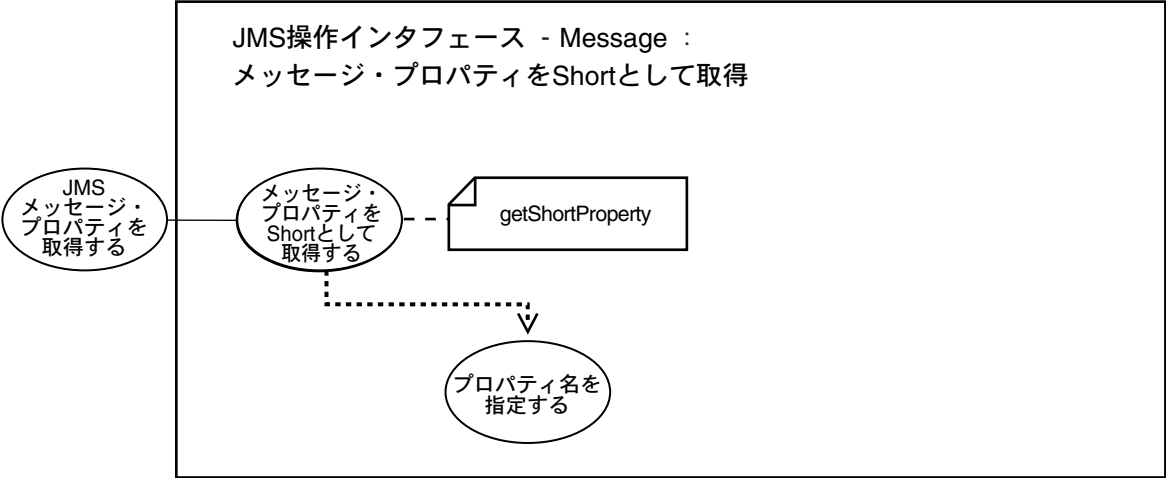 JMS操作インタフェース - Message :
メッセージ・プロパティをShortとして取得
JMS
メッセージ・
プロパティを
取得する
メッセージ・
プロパティを
Shortとして
取得する
getShortProperty
プロパティ名を
指定する